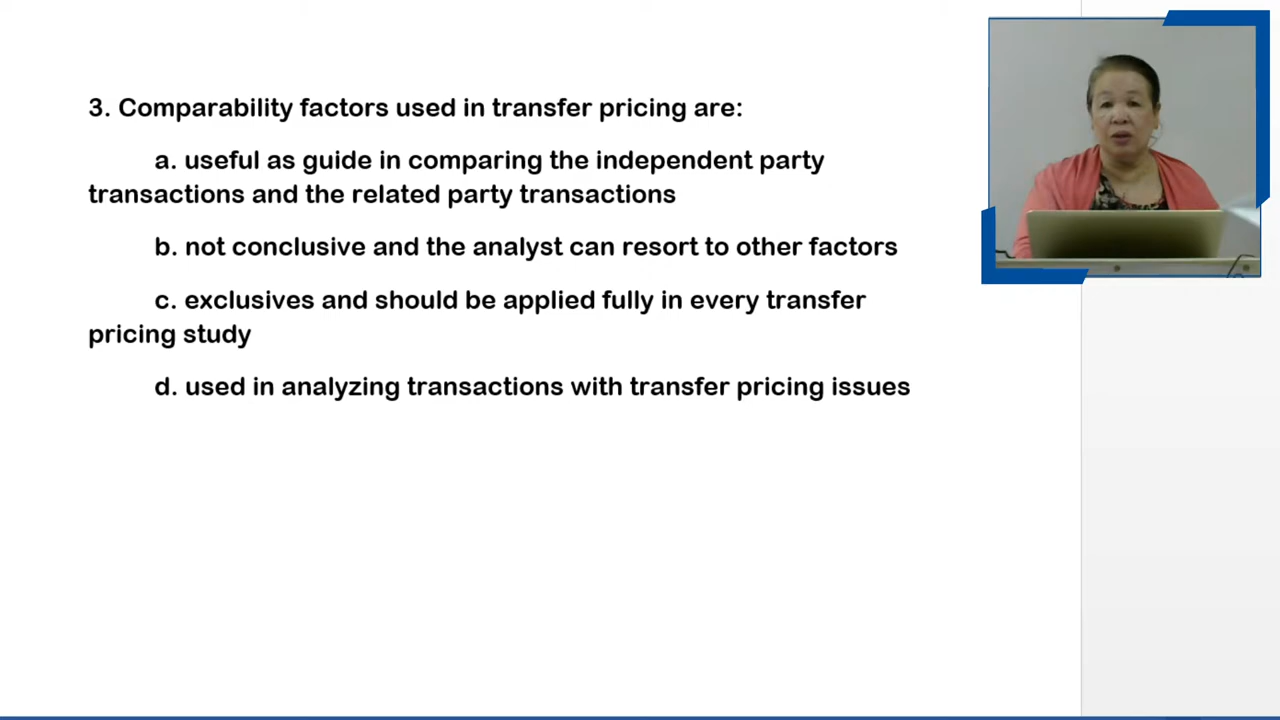 3. Comparability factors used in transfer pricing are:
a. useful as guide in comparing the independent party
transactions and the related party transactions
b. not conclusive and the analyst can resort to other factors
c. exclusives and should be applied fully in every transfer
pricing study
d. used in analyzing transactions with transfer pricing issues